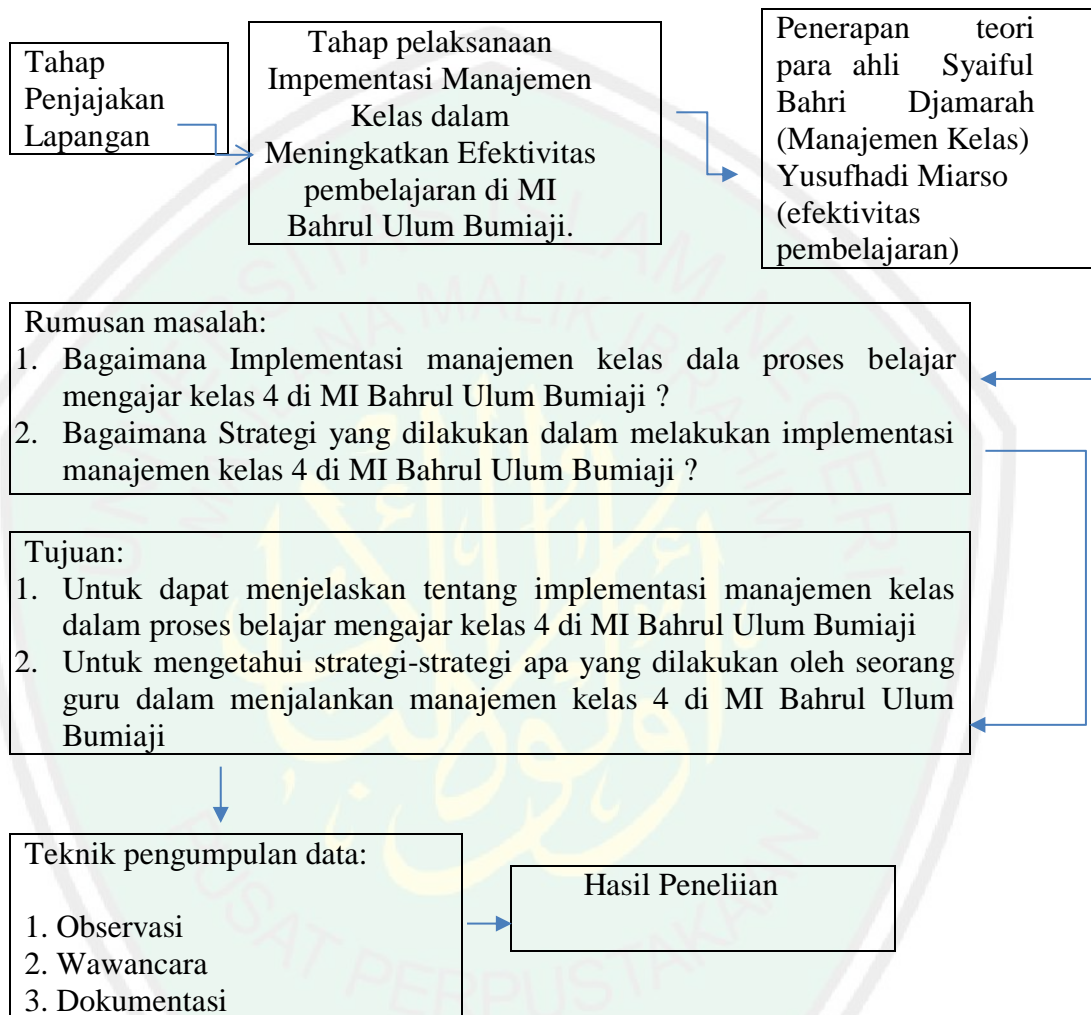 Tahap
Penjajakan
Lapangan
Tahap pelaksanaan
Impementasi Manajemen
Kelas dalam
Meningkatkan Efektivitas
pembelajaran di MI
Bahrul Ulum Bumiaji.
Penerapan teori
para ahli Syaiful
Bahri Djamarah
(Manajemen Kelas)
Yusufhadi Miarso
(efektivitas
pembelajaran)
Rumusan masalah:
1. Bagaimana Implementasi manajemen kelas dala proses belajar
mengajar kelas 4 di MI Bahrul Ulum Bumiaji ?
2. Bagaimana Strategi yang dilakukan dalam melakukan implementasi
manajemen kelas 4 di MI Bahrul Ulum Bumiaji ?
Tujuan:
1. Untuk dapat menjelaskan tentang implementasi manajemen kelas
dalam proses belajar mengajar kelas 4 di MI Bahrul Ulum Bumiaji
2. Untuk mengetahui strategi-strategi apa yang dilakukan oleh seorang
guru dalam menjalankan manajemen kelas 4 di MI Bahrul Ulum
Bumiaji
Teknik pengumpulan data:
1. Observasi
2. Wawancara
3. Dokumentasi
Hasil Peneliian
PUSAT PERPUSTAKAAN